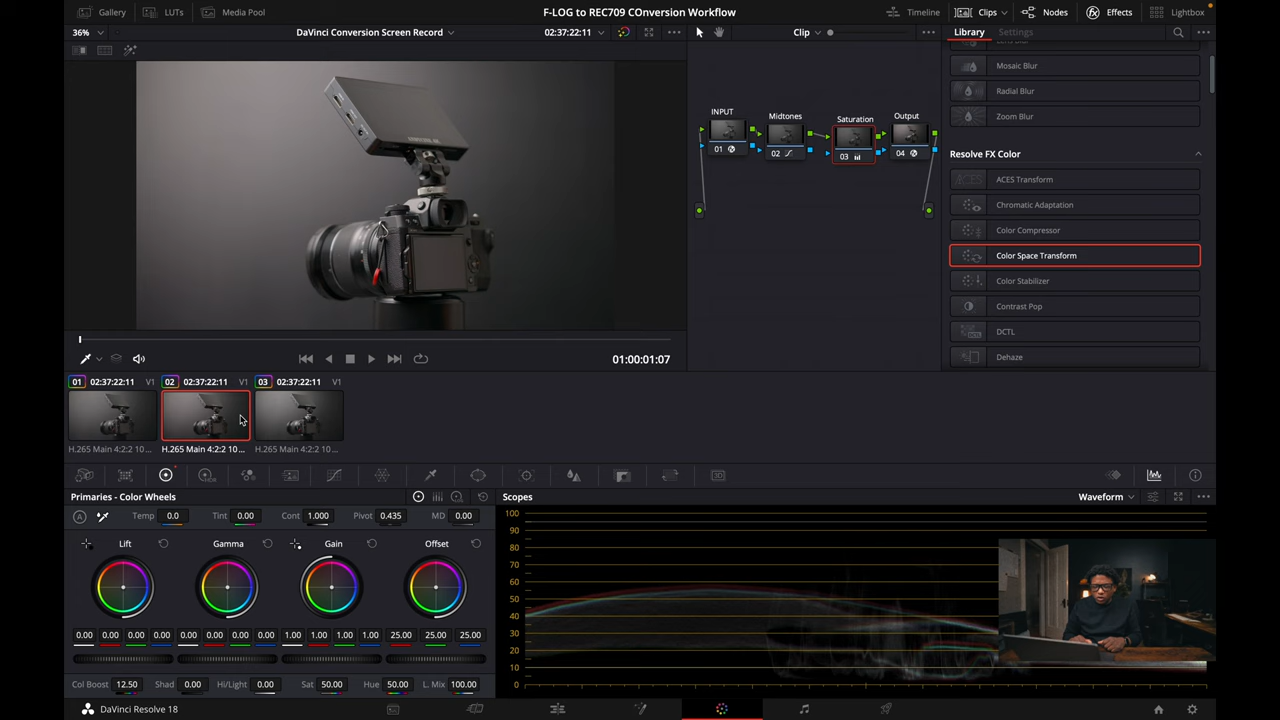 Gallery
LUTs
Media Pool
F-LOG to REC709 COnversion Workflow
Timeline
Clips
Nodes
Effects
Lightbox
36%
DaVinci Conversion Screen Record
02:37:22:11
Clip
Library
Settings
Mosaic Blur
Radial Blur
Zoom Blur
Resolve FX Color
ACES Transform
Chromatic Adaptation
Color Compressor
Color Space Transform
Color Stabilizer
Contrast Pop
DCTL
Dehaze
INPUT
Midtones
Saturation
Output
01
02
03
04
01:00:01:07
01 02:37:22:11 V1
02 02:37:22:11 V1
03 02:37:22:11 V1
H.265 Main 4:2:2 10...
H.265 Main 4:2:2 10...
H.265 Main 4:2:2 10...
Primaries - Color Wheels
Temp 0.0 Tint 0.00 Cont 1.000 Pivot 0.435 MD 0.00
Lift
Gamma
Gain
Offset
0.00 0.00 0.00 0.00
0.00 0.00 0.00 0.00
1.00 1.00 1.00 1.00
25.00 25.00 25.00
Col Boost 12.50 Shad 0.00 Hi/Light 0.00 Sat 50.00 Hue 50.00 L. Mix 100.00
Scopes
Waveform
100
90
80
70
60
50
40
30
20
10
0
DaVinci Resolve 18